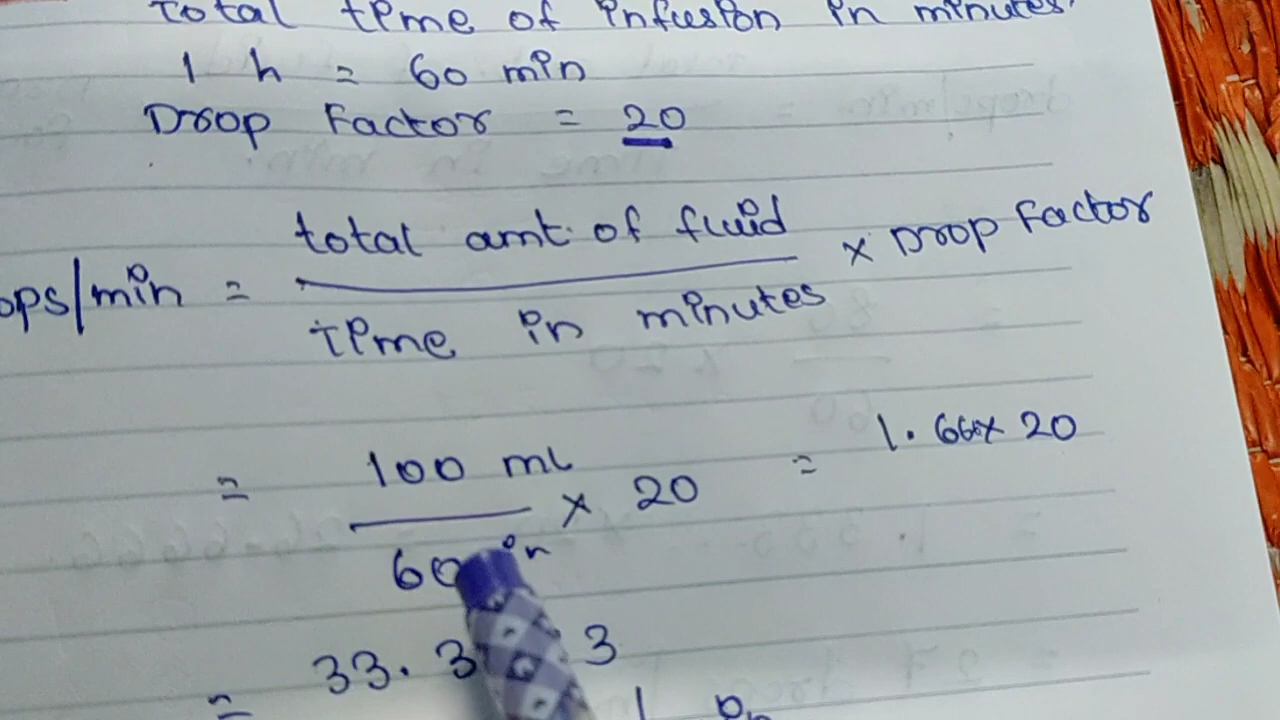 Total time of infusion in minutes.
1 h = 60 min
Drop Factor = 20
total amt. of fluid
ops/min = × Drop Factor
time in minutes
100 ml
= × 20 = 1.66 × 20
60
= 33.3 3